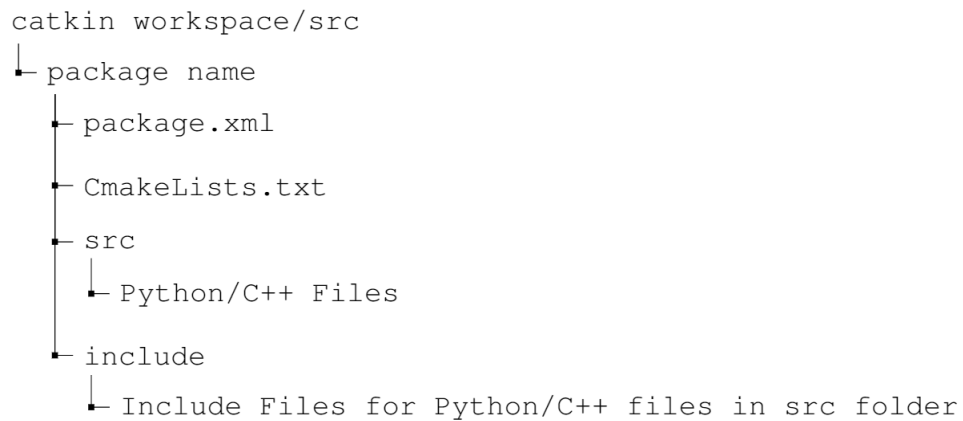 catkin workspace/src
package name
package.xml
CmakeLists.txt
src
Python/C++ Files
include
Include Files for Python/C++ files in src folder